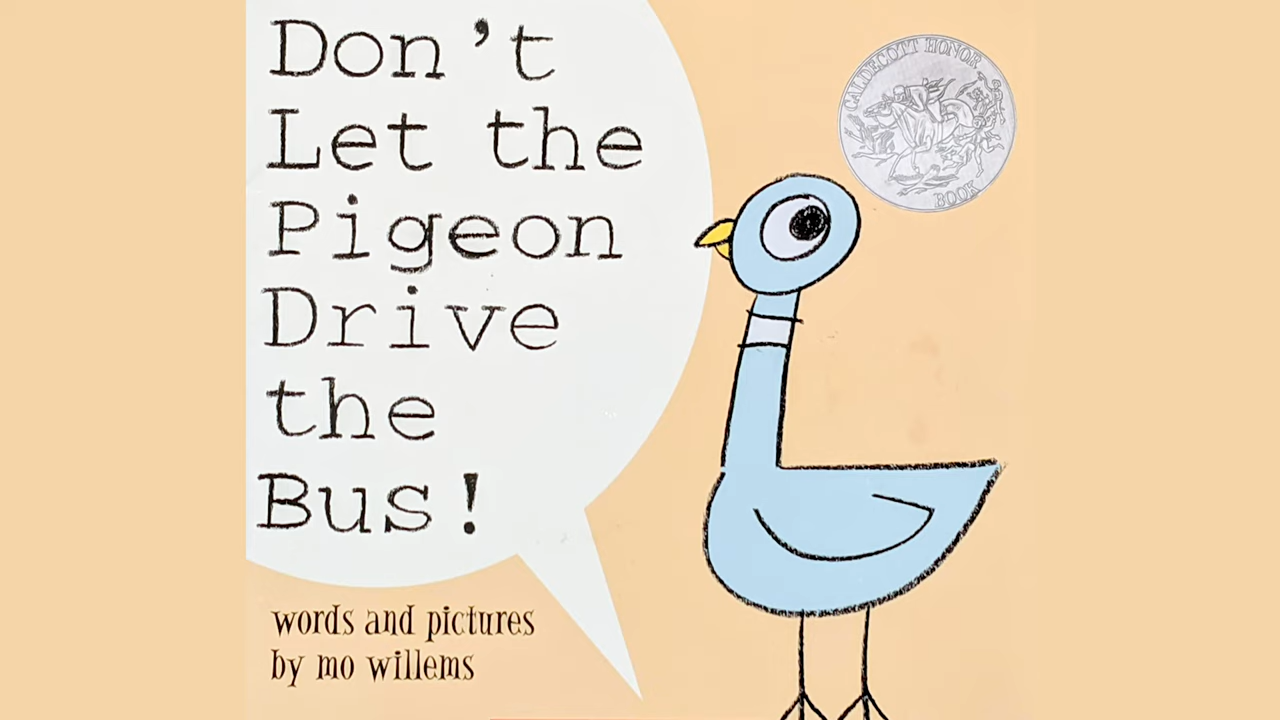 Don't
Let the
Pigeon
Drive
the
Bus!
words and pictures
by mo willems
CALDECOTT HONOR
BOOK